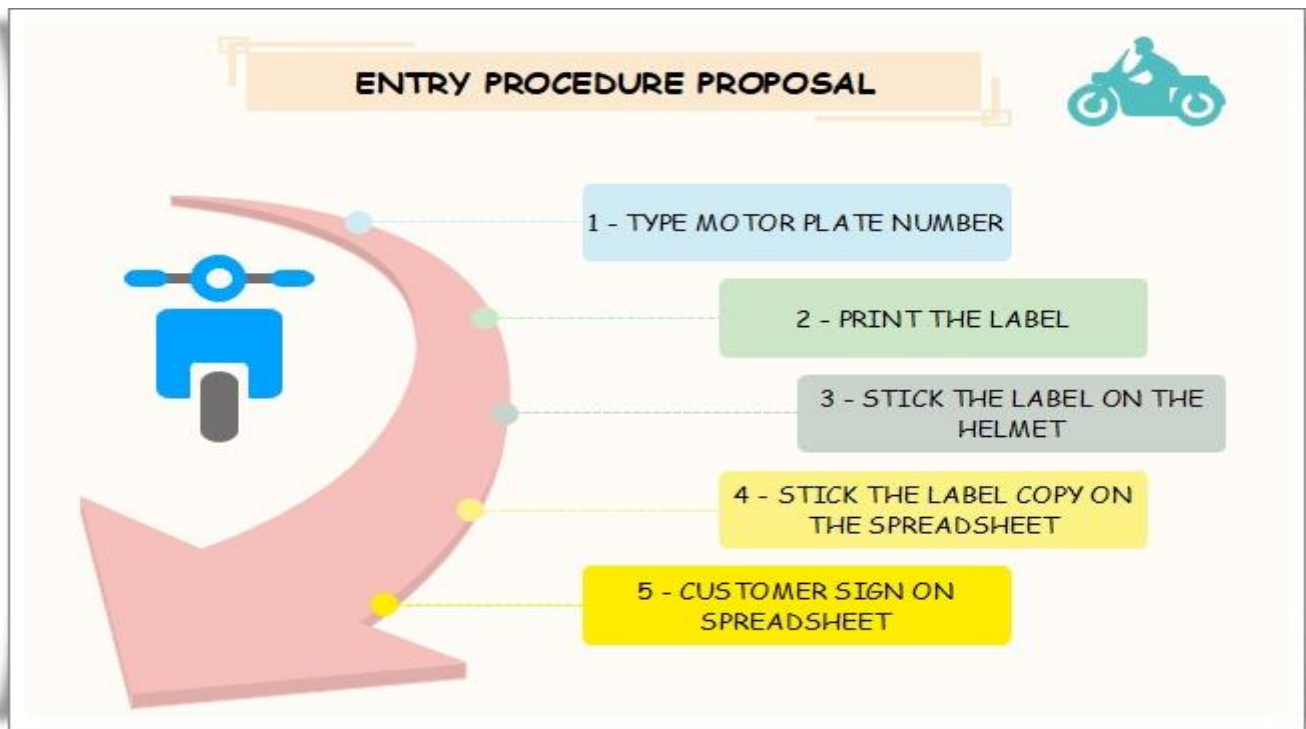 ENTRY PROCEDURE PROPOSAL
1 - TYPE MOTOR PLATE NUMBER
2 - PRINT THE LABEL
3 - STICK THE LABEL ON THE
HELMET
4 - STICK THE LABEL COPY ON
THE SPREADSHEET
5 - CUSTOMER SIGN ON
SPREADSHEET